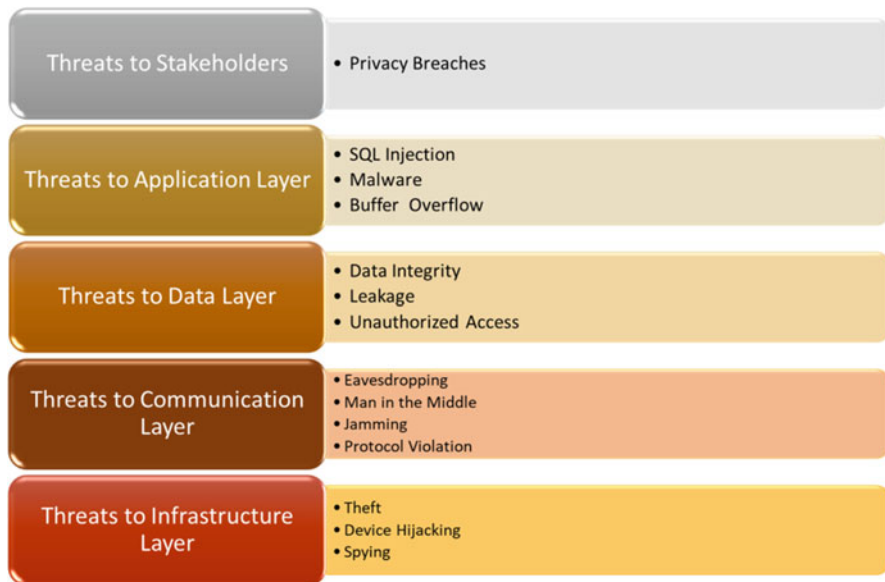 Threats to Stakeholders
• Privacy Breaches
Threats to Application Layer
• SQL Injection
• Malware
• Buffer Overflow
Threats to Data Layer
• Data Integrity
• Leakage
• Unauthorized Access
Threats to Communication
Layer
• Eavesdropping
• Man in the Middle
• Jamming
• Protocol Violation
Threats to Infrastructure
Layer
• Theft
• Device Hijacking
• Spying